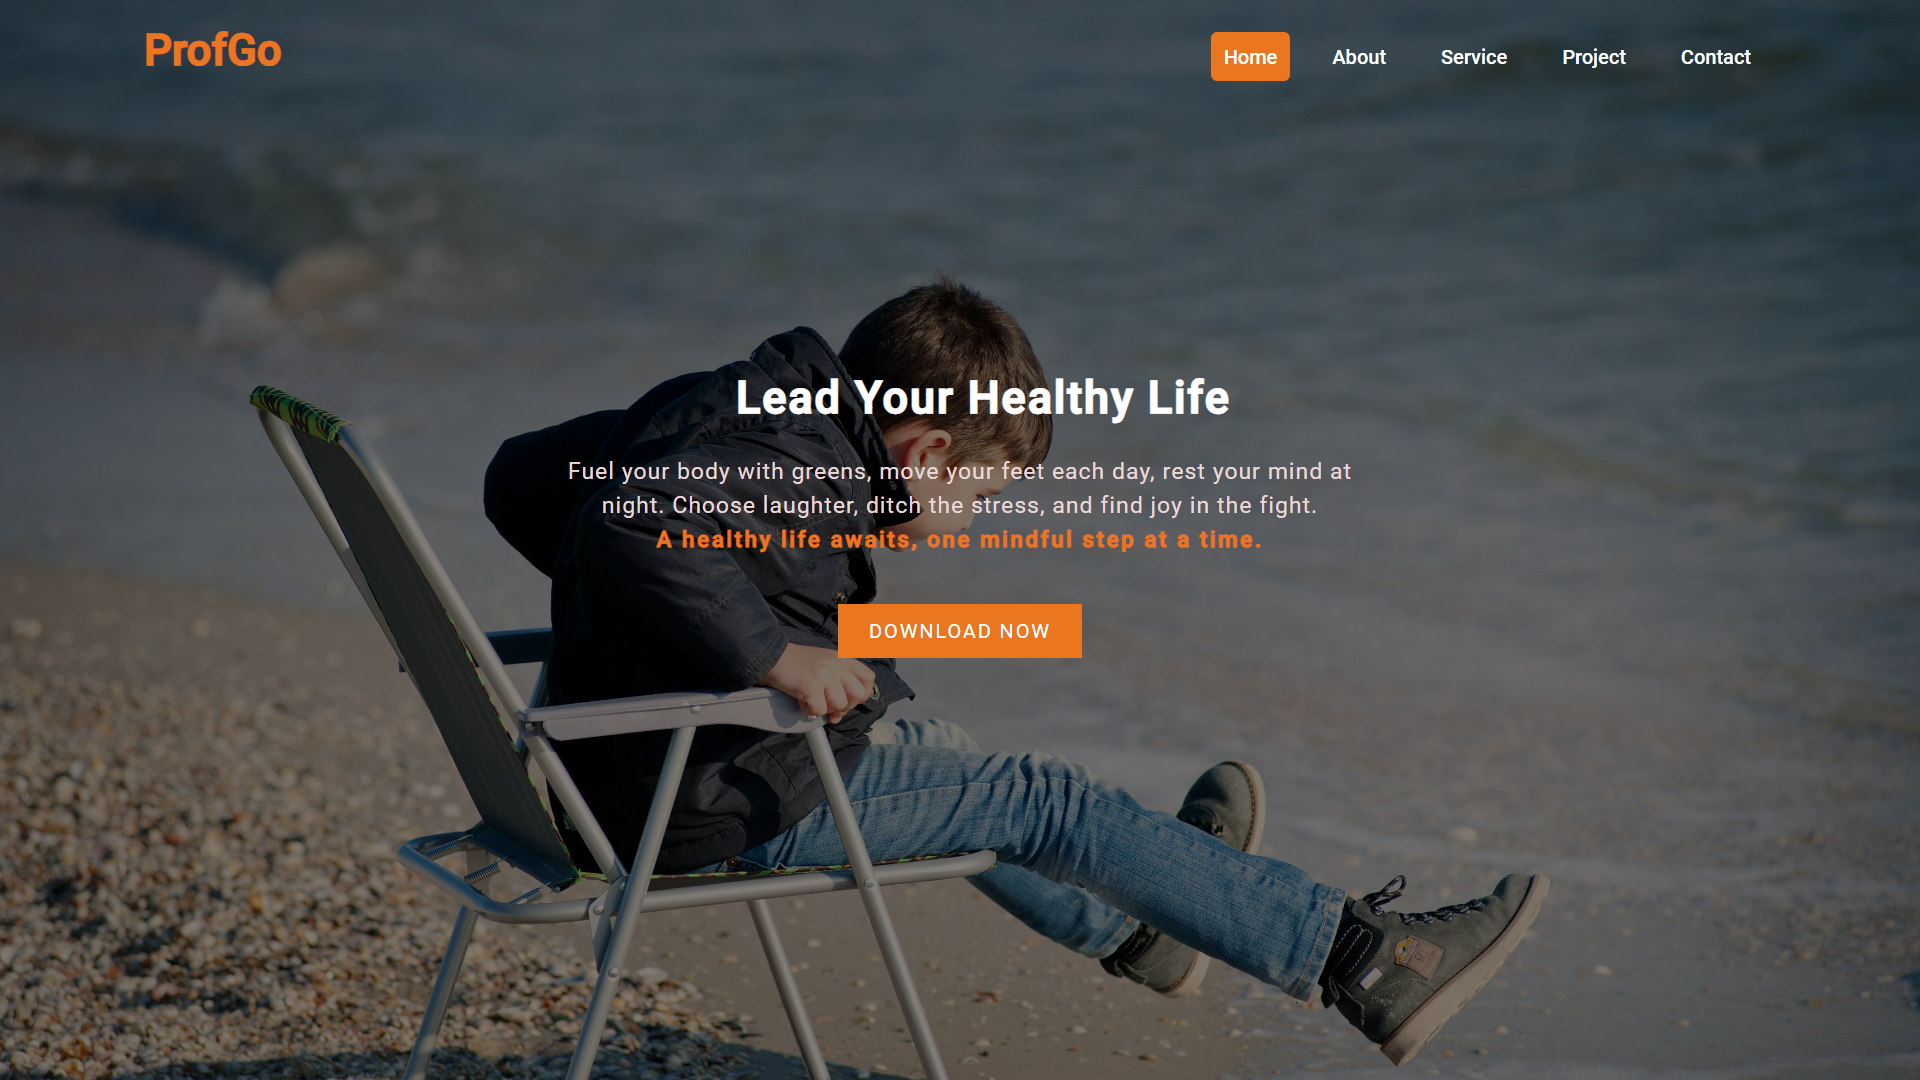 ProfGo
Home About Service Project Contact
Lead Your Healthy Life
Fuel your body with greens, move your feet each day, rest your mind at
night. Choose laughter, ditch the stress, and find joy in the fight.
A healthy life awaits, one mindful step at a time.
DOWNLOAD NOW